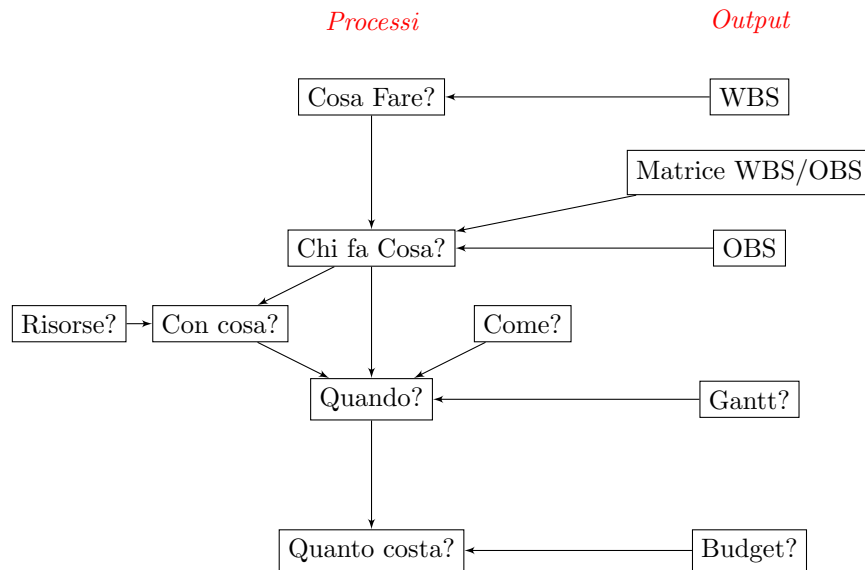 Processi
Output
Cosa Fare?
WBS
Matrice WBS/OBS
Chi fa Cosa?
OBS
Risorse?
Con cosa?
Come?
Quando?
Gantt?
Quanto costa?
Budget?